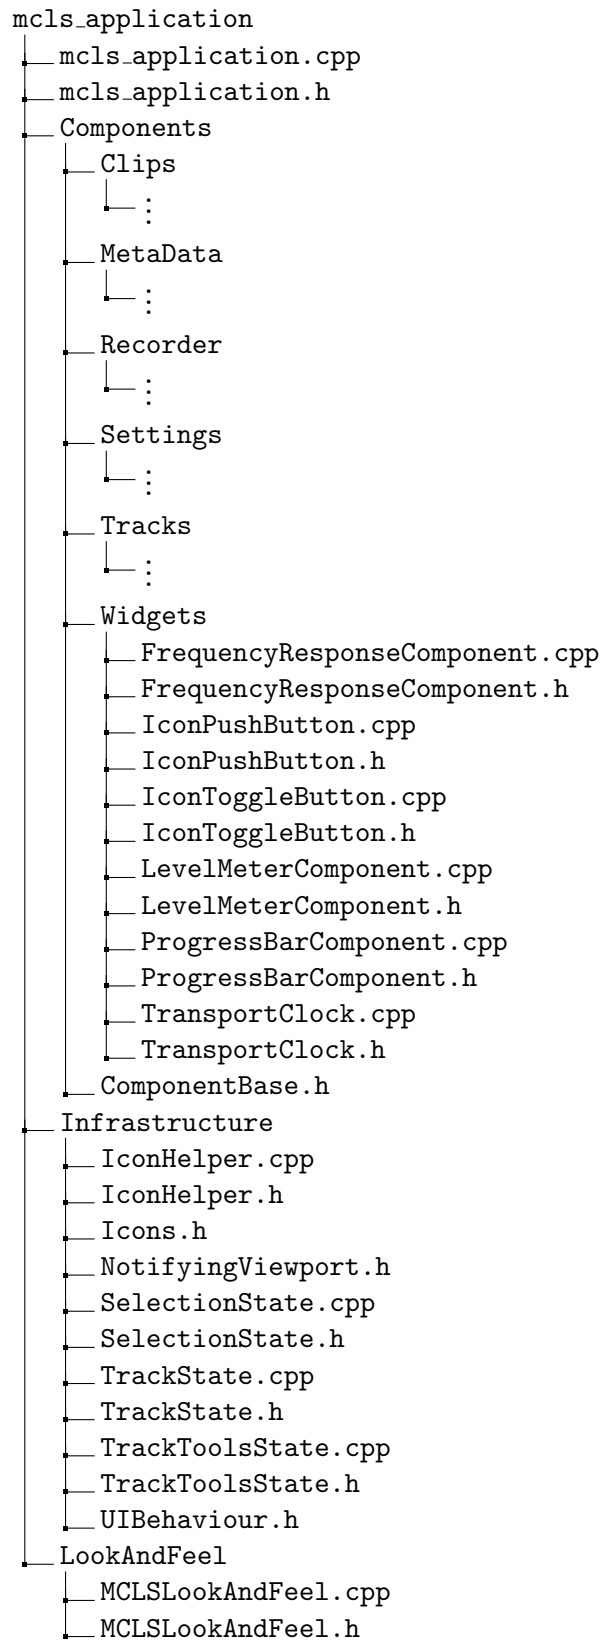 mcls_application
mcls_application.cpp
mcls_application.h
Components
Clips
⋮
MetaData
⋮
Recorder
⋮
Settings
⋮
Tracks
⋮
Widgets
FrequencyResponseComponent.cpp
FrequencyResponseComponent.h
IconPushButton.cpp
IconPushButton.h
IconToggleButton.cpp
IconToggleButton.h
LevelMeterComponent.cpp
LevelMeterComponent.h
ProgressBarComponent.cpp
ProgressBarComponent.h
TransportClock.cpp
TransportClock.h
ComponentBase.h
Infrastructure
IconHelper.cpp
IconHelper.h
Icons.h
NotifyingViewport.h
SelectionState.cpp
SelectionState.h
TrackState.cpp
TrackState.h
TrackToolsState.cpp
TrackToolsState.h
UIBehaviour.h
LookAndFeel
MCLSLookAndFeel.cpp
MCLSLookAndFeel.h